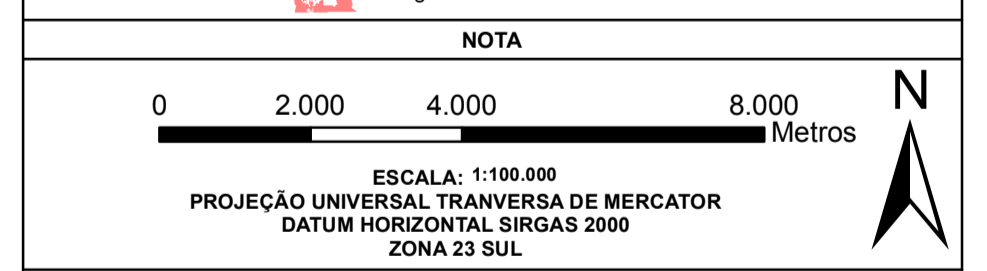 NOTA
0 2.000 4.000 8.000
Metros
N
ESCALA: 1:100.000
PROJEÇÃO UNIVERSAL TRANVERSA DE MERCATOR
DATUM HORIZONTAL SIRGAS 2000
ZONA 23 SUL